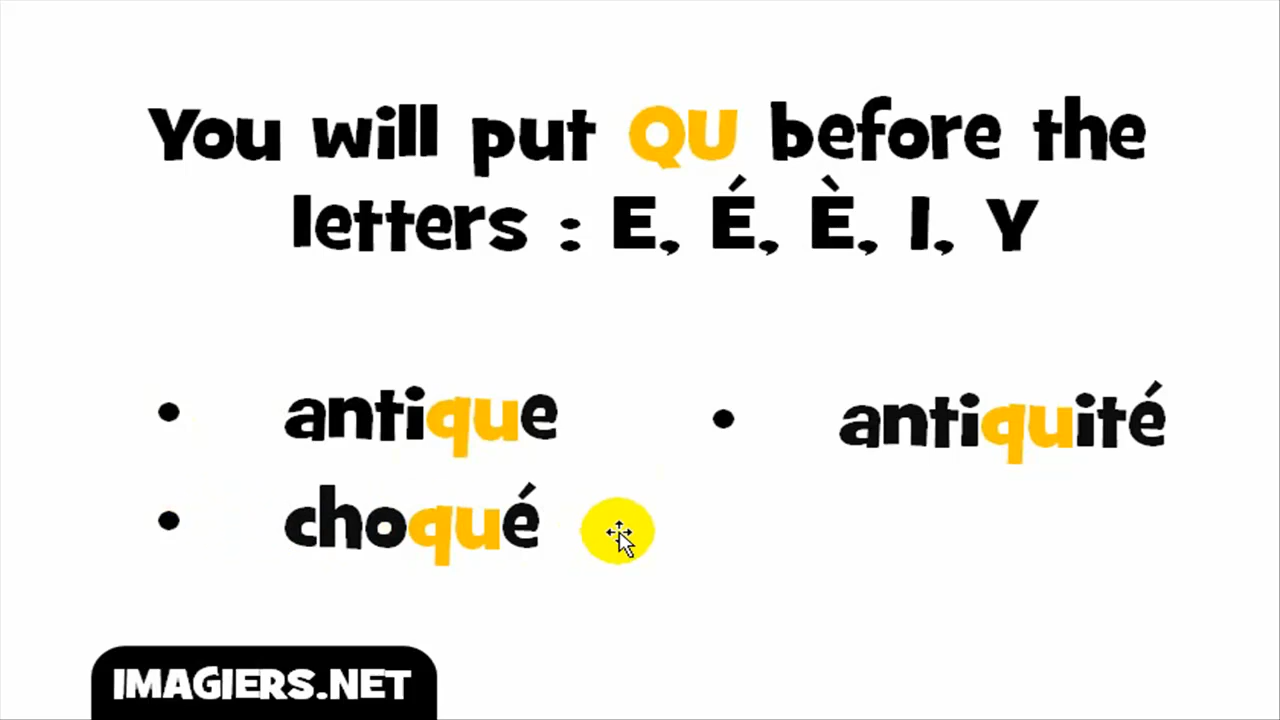 You will put QU before the
letters : E, É, È, I, Y
• antique
• antiquité
• choqué
IMAGIERS.NET